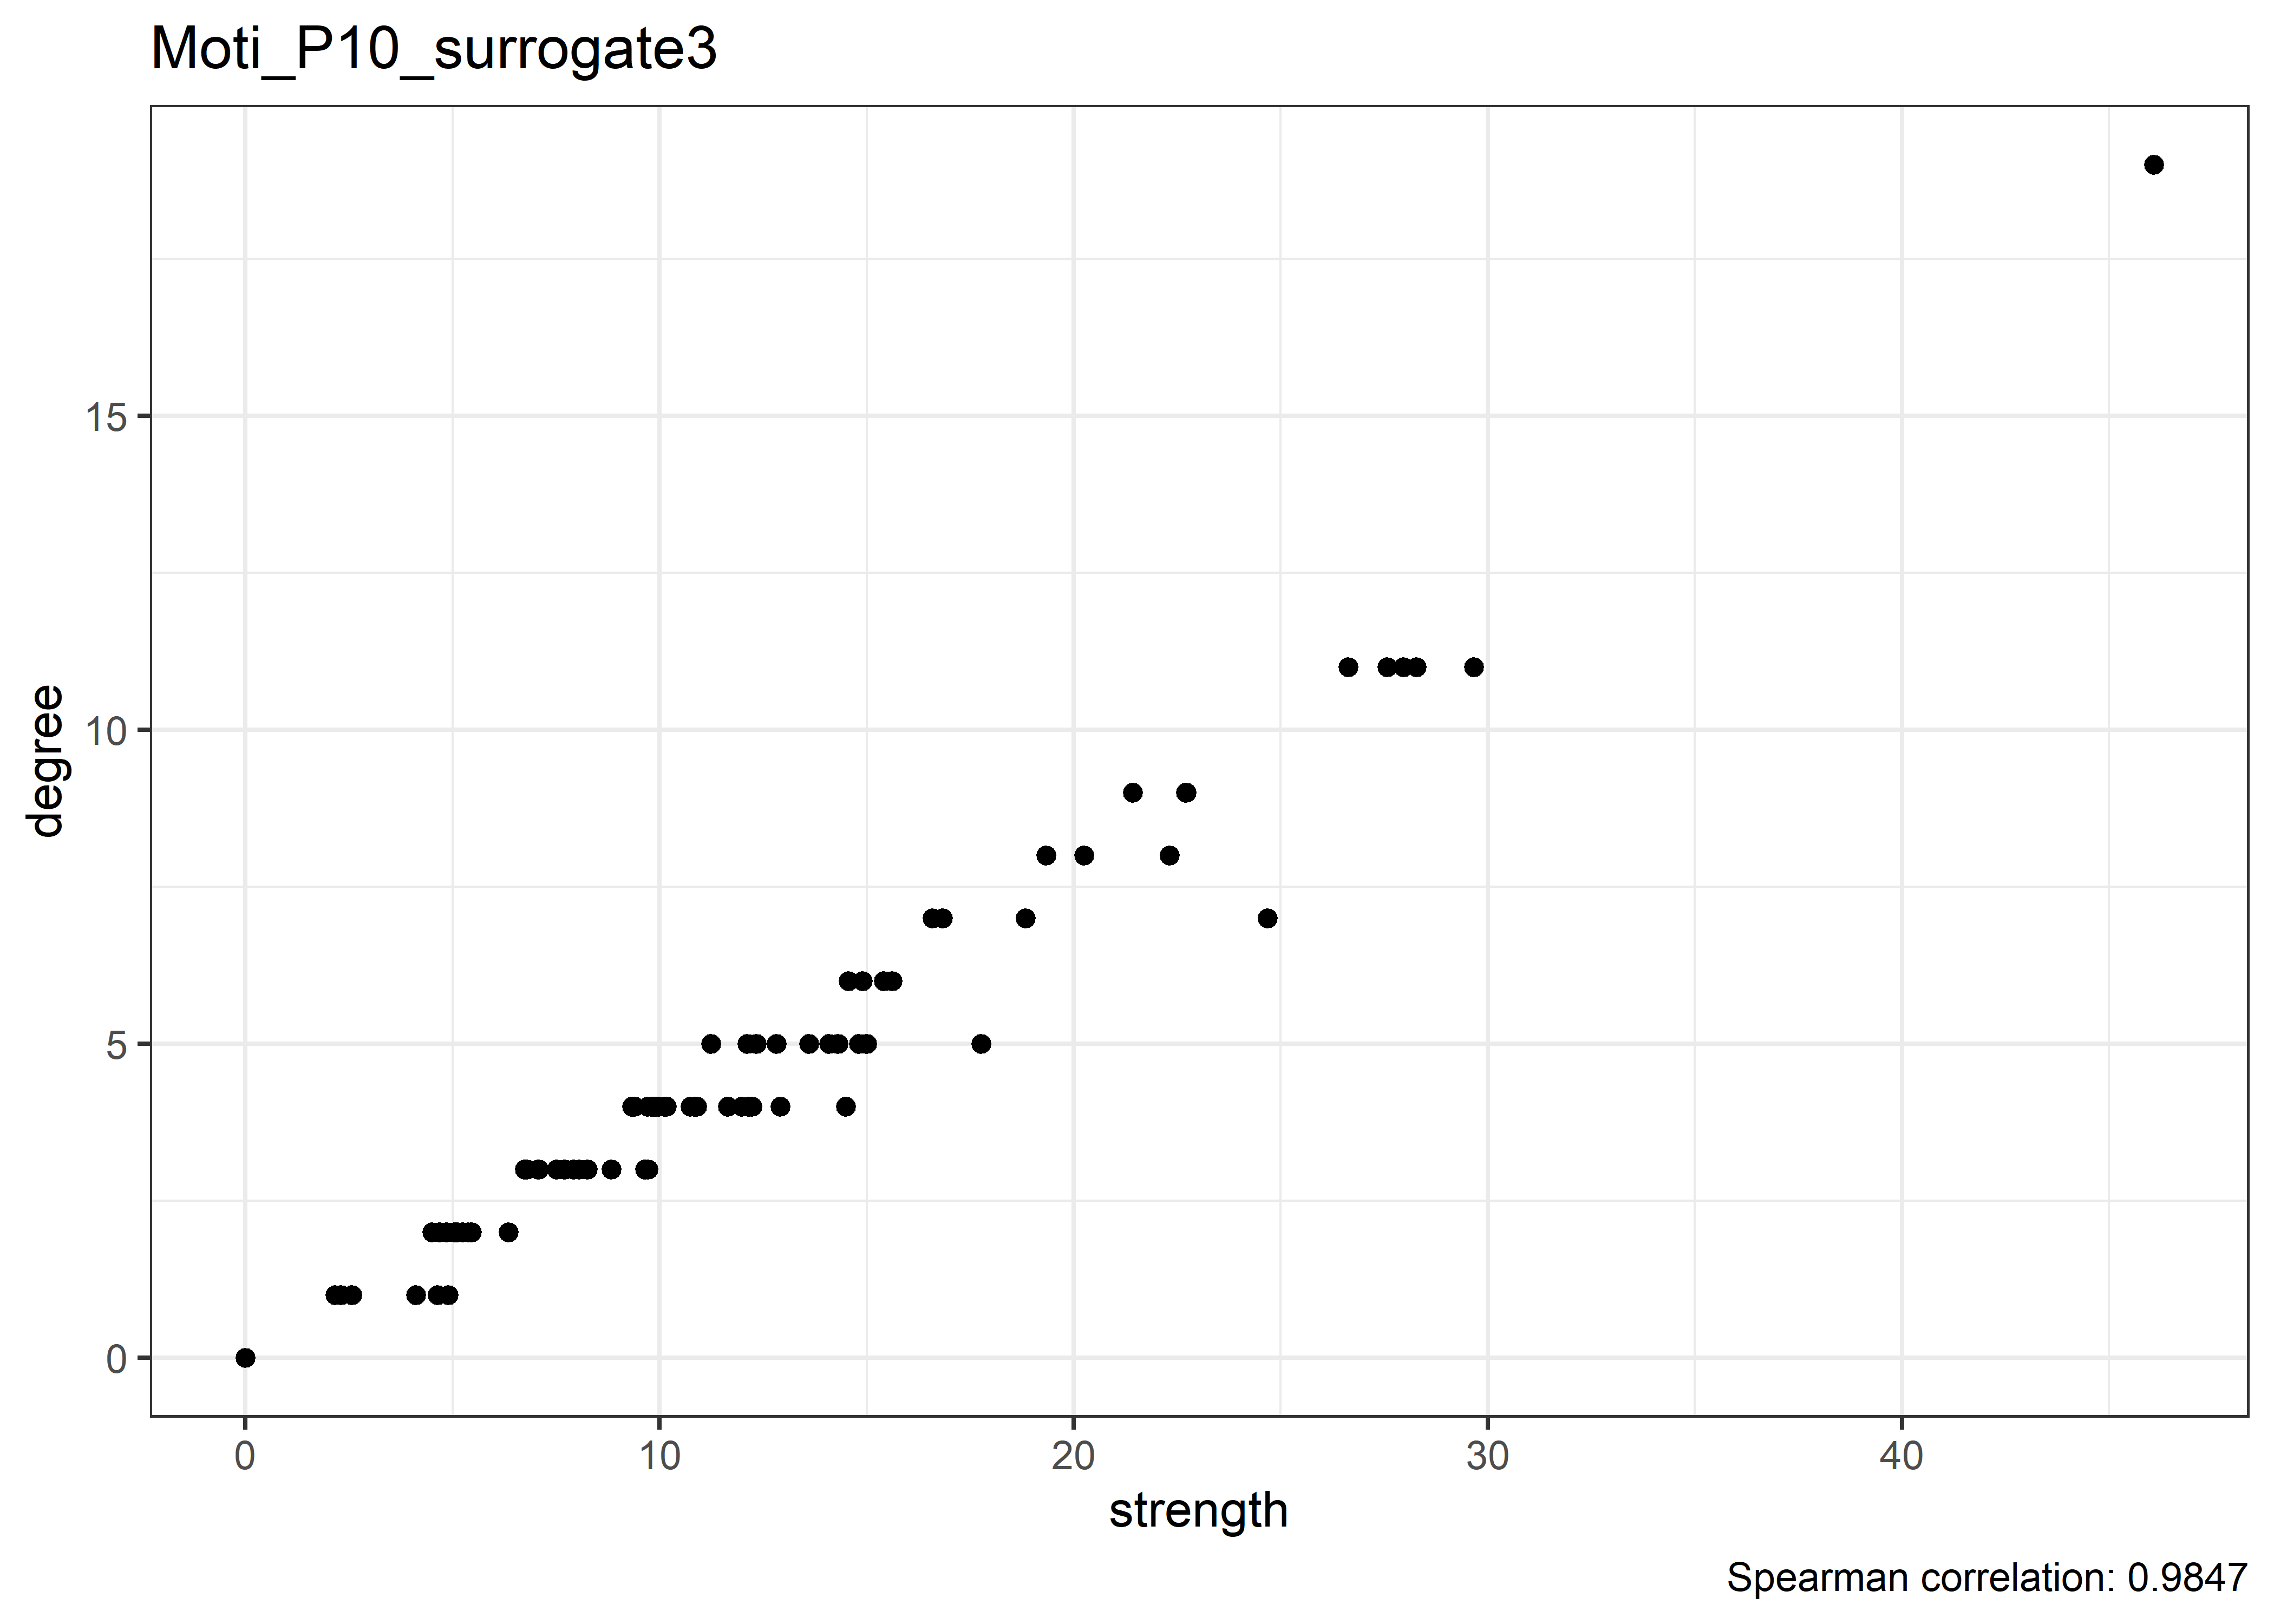 Moti_P10_surrogate3
15
10
5
0
degree
0 10 20 30 40
strength
Spearman correlation: 0.9847